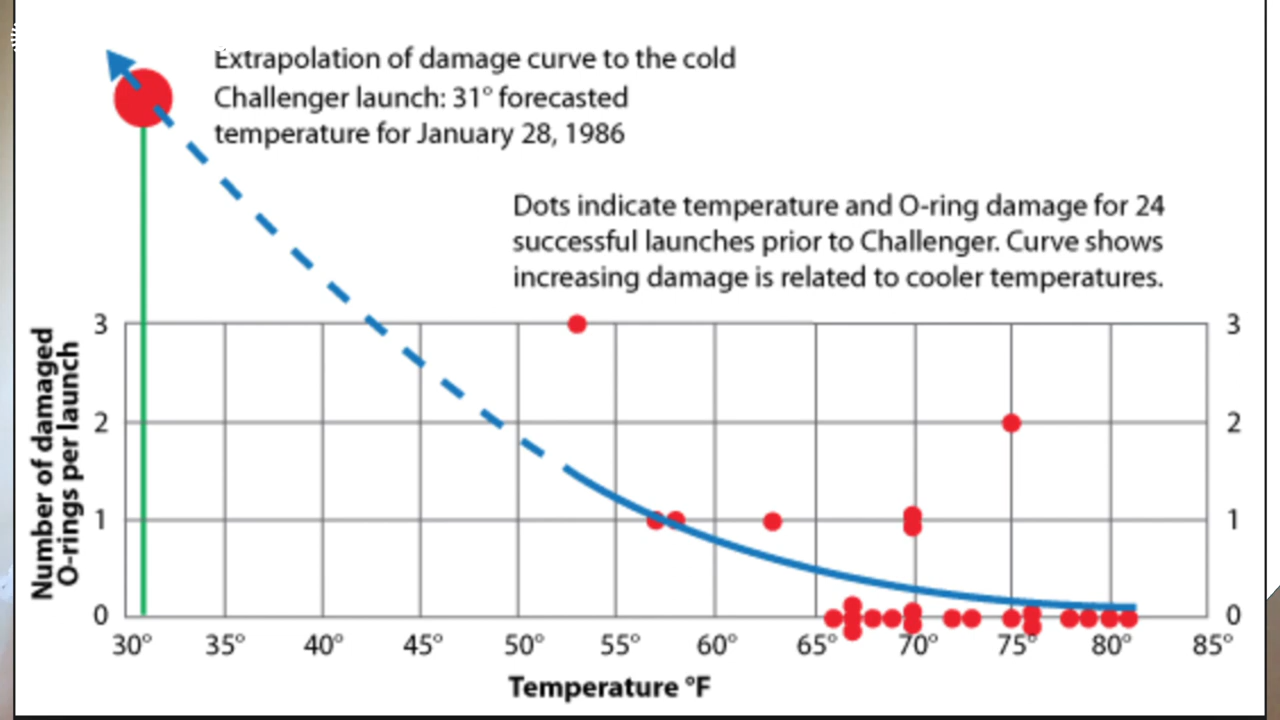 Extrapolation of damage curve to the cold
Challenger launch: 31° forecasted
temperature for January 28, 1986
Dots indicate temperature and O-ring damage for 24
successful launches prior to Challenger. Curve shows
increasing damage is related to cooler temperatures.
Number of damaged
O-rings per launch
3 3
2 2
1 1
0 0
30° 35° 40° 45° 50° 55° 60° 65° 70° 75° 80° 85°
Temperature °F